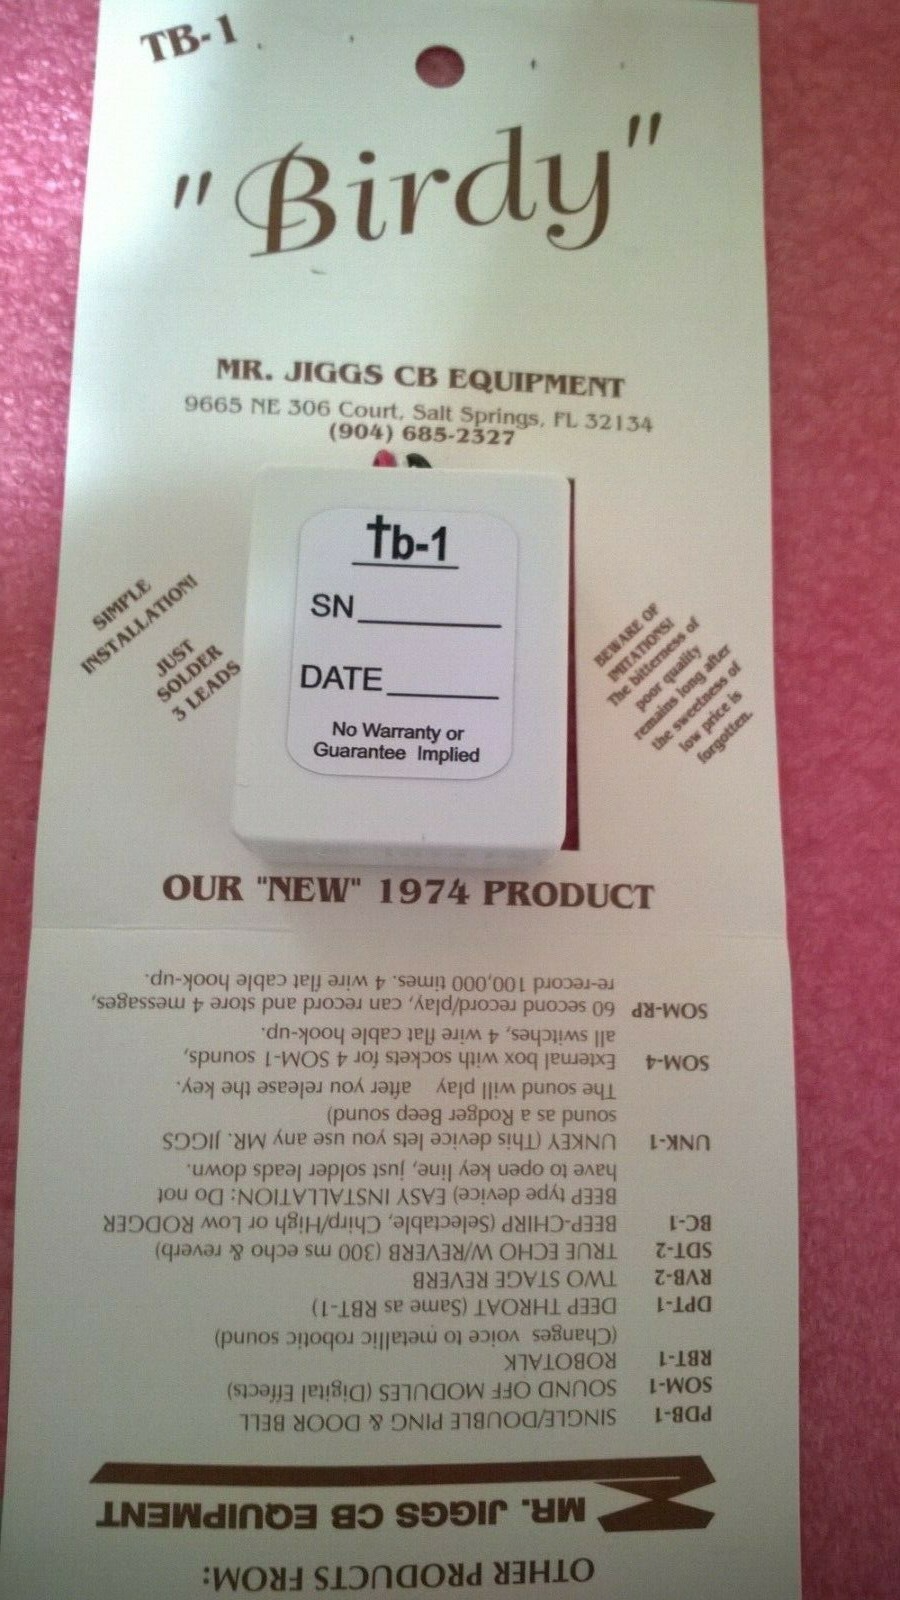 TB-1
"Birdy"
MR. JIGGS CB EQUIPMENT
9665 NE 306 Court, Salt Springs, FL 32134
(904) 685-2327
SIMPLE
INSTALLATION!
JUST
SOLDER
3 LEADS
tb-1
SN
DATE
No Warranty or
Guarantee Implied
BEWARE OF
IMITATIONS!
The bitterness of
poor quality
remains long after
the sweetness of
low price is
forgotten.
OUR "NEW" 1974 PRODUCT
OTHER PRODUCTS FROM:
MR. JIGGS CB EQUIPMENT
PDB-1 SINGLE/DOUBLE PING & DOOR BELL
SOM-1 SOUND OFF MODULES (Digital Effects)
RBT-1 ROBOTALK
(Changes voice to metallic robotic sound)
DPT-1 DEEP THROAT (Same as RBT-1)
RVB-2 TWO STAGE REVERB
SDT-2 TRUE ECHO W/REVERB (300 ms echo & reverb)
BC-1 BEEP-CHIRP (Selectable, Chirp/High or Low RODGER
BEEP type device) EASY INSTALLATION: Do not
have to open key line, just solder leads down.
UNK-1 UNKEY (This device lets you use any MR. JIGGS
sound as a Rodger Beep sound)
The sound will play after you release the key.
SOM-4 External box with sockets for 4 SOM-1 sounds,
all switches, 4 wire flat cable hook-up.
SOM-RP 60 second record/play, can record and store 4 messages,
re-record 100,000 times. 4 wire flat cable hook-up.